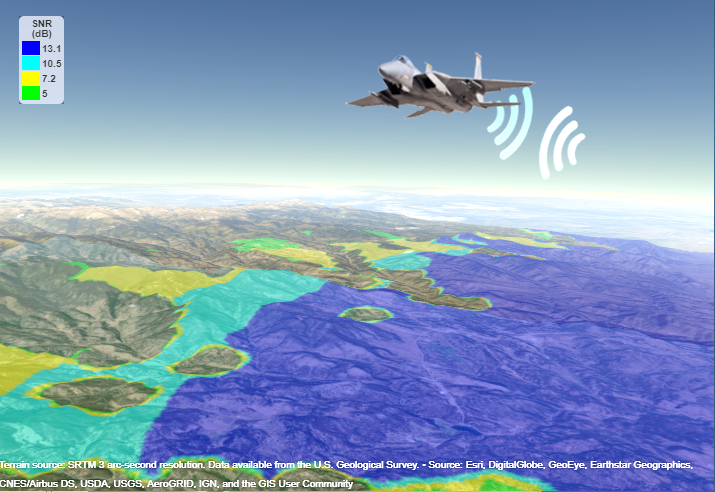 SNR
(dB)
13.1
10.5
7.2
5
Terrain source: SRTM 3 arc-second resolution. Data available from the U.S. Geological Survey. - Source: Esri, DigitalGlobe, GeoEye, Earthstar Geographics,
CNES/Airbus DS, USDA, USGS, AeroGRID, IGN, and the GIS User Community